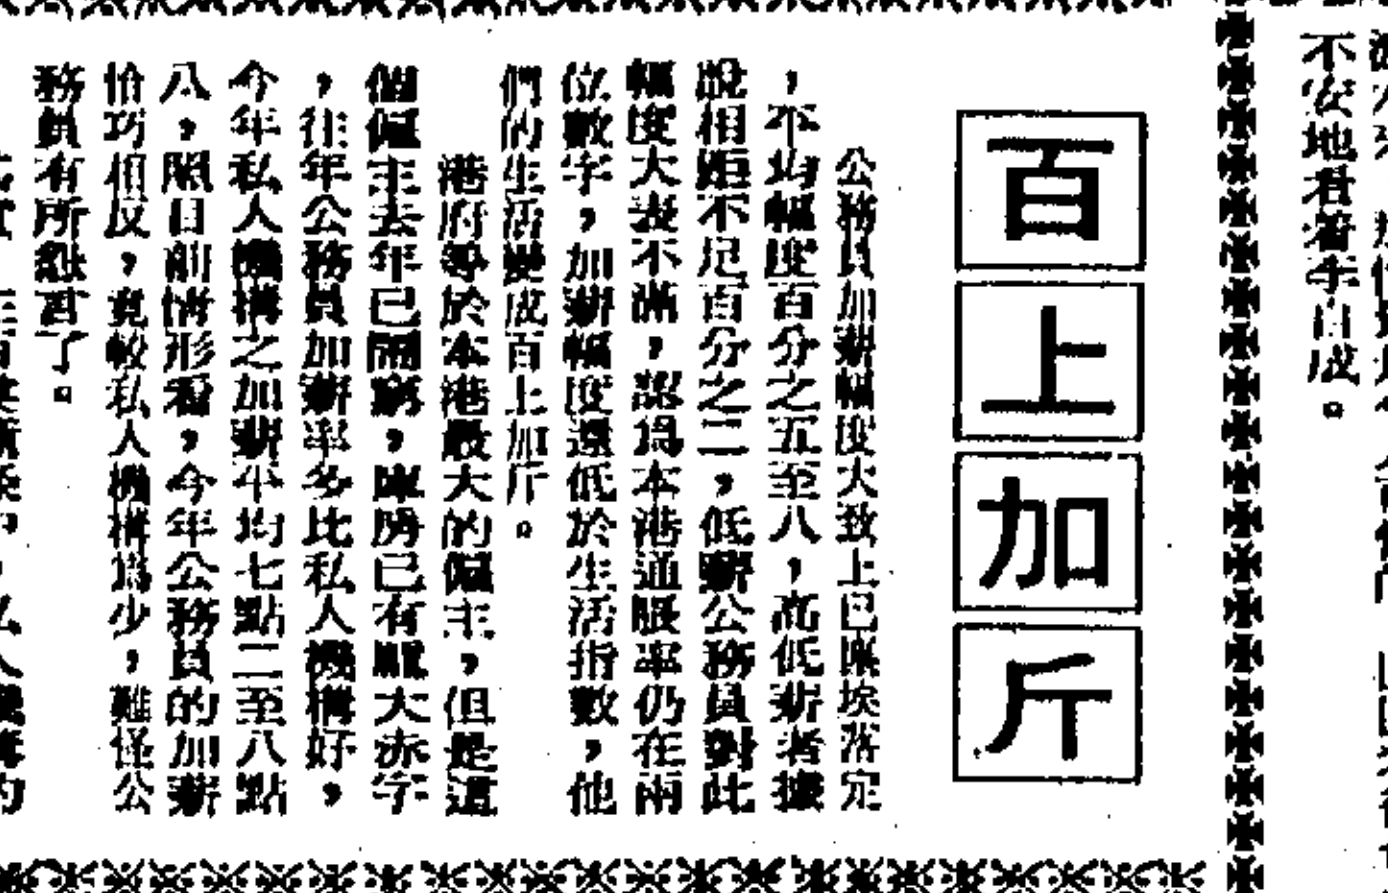 不安地看着手自成。
百上加斤
公務員加薪幅度大致上已塵埃落定
，平均幅度百分之五至八，高低薪者據
說相距不足百分之二，低薪公務員對此
幅度大表不滿，認爲本港通脹率仍在兩
位數字，加薪幅度還低於生活指數，他
們的生活變成百上加斤。
港府等於本港最大的僱主，但是這
個僱主去年已鬧窮，庫房已有龐大赤字
，往年公務員加薪率多比私人機構好，
今年私人機構之加薪平均七點二至八點
八，照目前情形看，今年公務員的加薪
恰巧相反，竟較私人機構爲少，難怪公
務員有所怨言了。